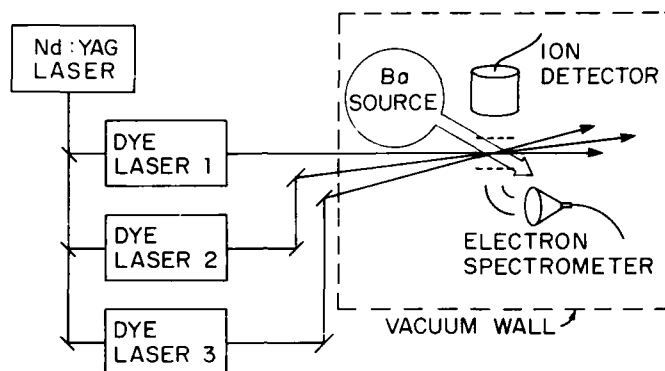 Nd:YAG
LASER
DYE
LASER 1
DYE
LASER 2
DYE
LASER 3
Ba
SOURCE
ION
DETECTOR
ELECTRON
SPECTROMETER
VACUUM WALL